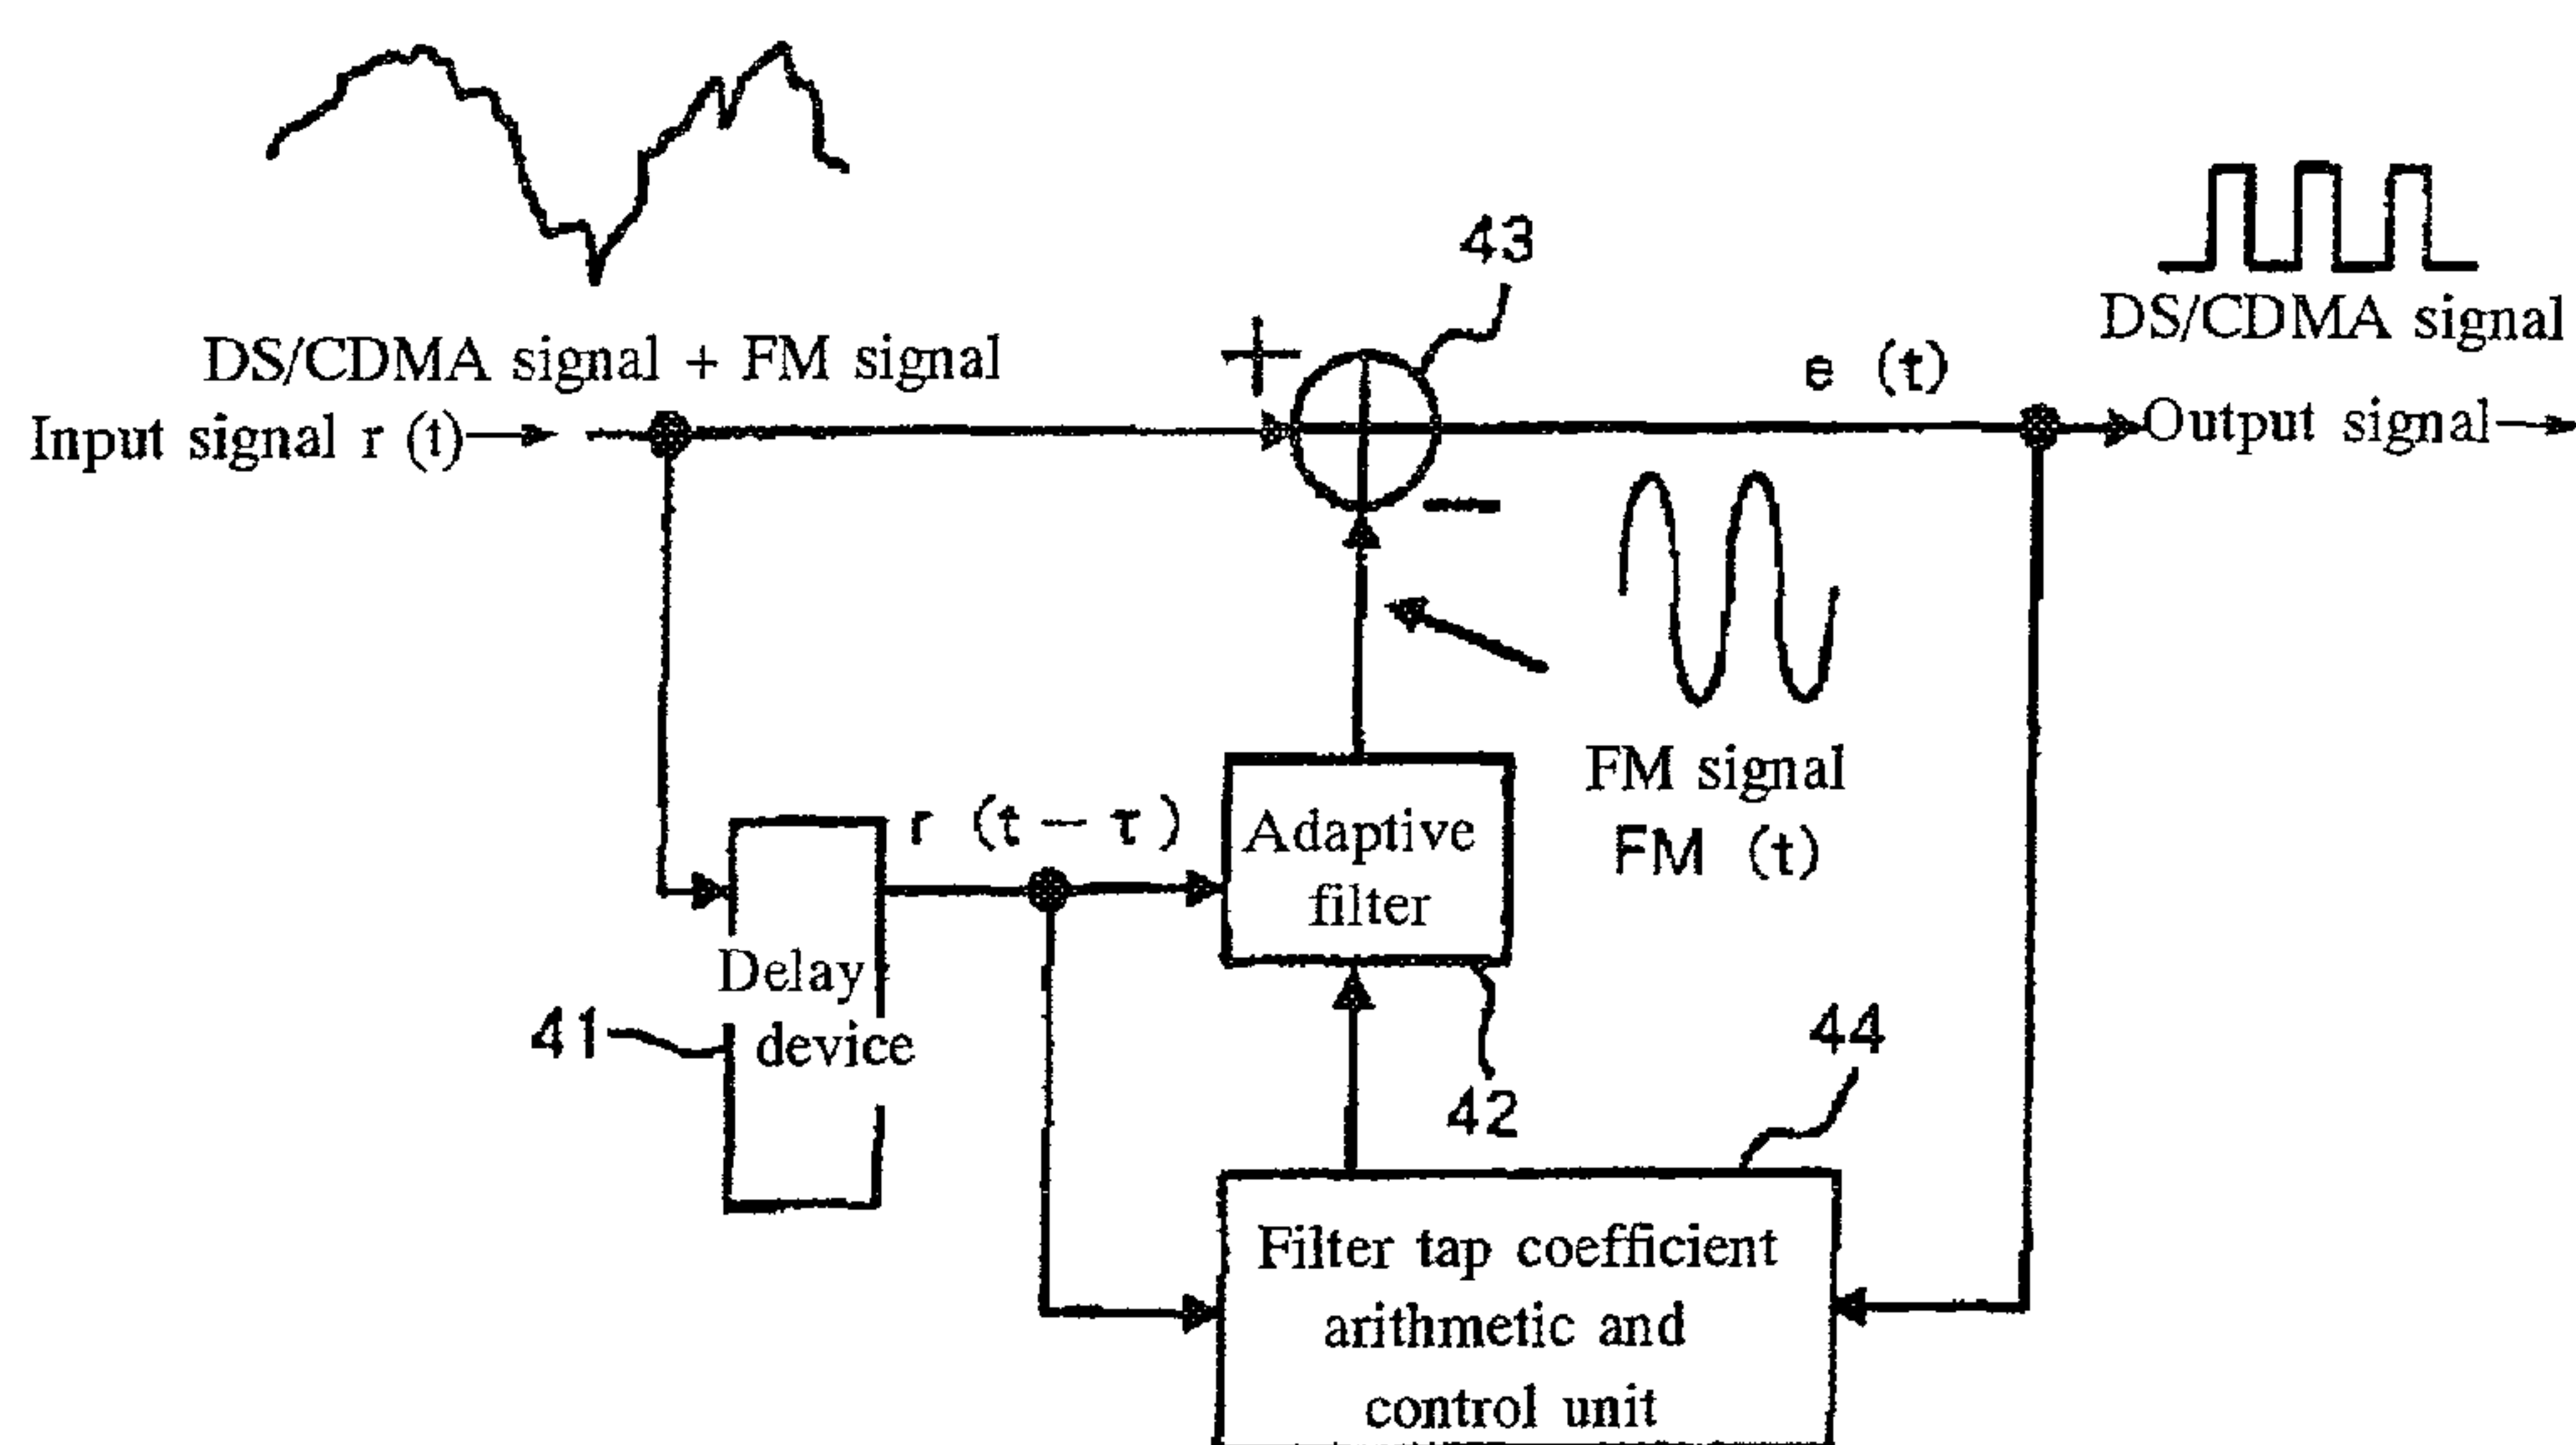 43
DS/CDMA signal
DS/CDMA signal + FM signal
+
e (t)
Input signal r (t)
Output signal
−
FM signal
FM (t)
r (t − τ)
Adaptive
filter
Delay
device
41
42
44
Filter tap coefficient
arithmetic and
control unit